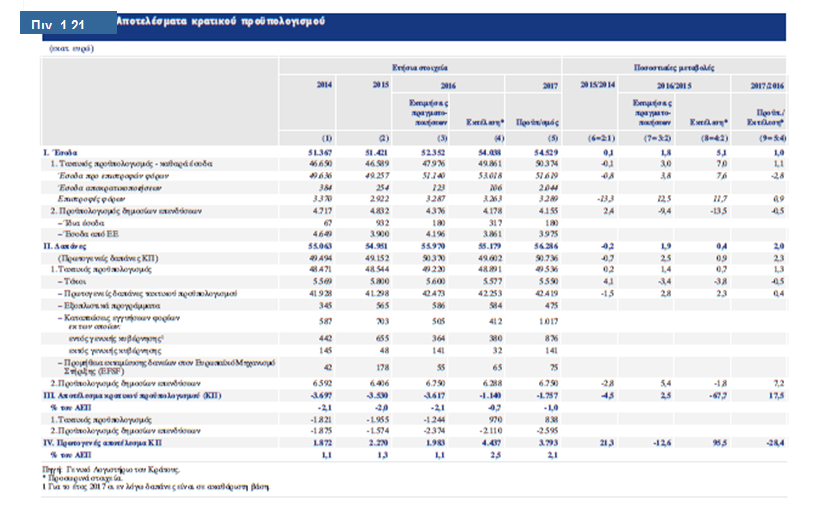 Πιν. 1.21 Αποτελέσματα κρατικού προϋπολογισμού
(εκατ. ευρώ)
Ετήσια στοιχεία Ποσοστιαίες μεταβολές
2014 2015 2016 2017 2015/2014 2016/2015 2017/2016
Εκτιμήσεις πραγματο-ποιήσεων Εκτέλεση* Προϋπ/σμός Εκτιμήσεις πραγματο-ποιήσεων Εκτέλεση* Προϋπ./Εκτέλεση*
(1) (2) (3) (4) (5) (6=2:1) (7=3:2) (8=4:2) (9=5:4)
I. Έσοδα 51.367 51.421 52.352 54.038 54.529 0,1 1,8 5,1 1,0
1. Τακτικός προϋπολογισμός - καθαρά έσοδα 46.650 46.589 47.976 49.861 50.374 -0,1 3,0 7,0 1,1
Έσοδα προ επιστροφών φόρων 49.636 49.257 51.140 53.018 51.619 -0,8 3,8 7,6 -2,8
Έσοδα αποκρατικοποιήσεων 384 254 123 106 2.044
Επιστροφές φόρων 3.370 2.922 3.287 3.263 3.289 -13,3 12,5 11,7 0,9
2. Προϋπολογισμός δημοσίων επενδύσεων 4.717 4.832 4.376 4.178 4.155 2,4 -9,4 -13,5 -0,5
– Ίδια έσοδα 67 932 180 317 180
– Έσοδα από ΕΕ 4.649 3.900 4.196 3.861 3.975
II. Δαπάνες 55.063 54.951 55.970 55.179 56.286 -0,2 1,9 0,4 2,0
(Πρωτογενείς δαπάνες ΚΠ) 49.494 49.152 50.370 49.602 50.736 -0,7 2,5 0,9 2,3
1. Τακτικός προϋπολογισμός 48.471 48.544 49.220 48.891 49.536 0,2 1,4 0,7 1,3
– Τόκοι 5.569 5.800 5.600 5.577 5.550 4,1 -3,4 -3,8 -0,5
– Πρωτογενείς δαπάνες τακτικού προϋπολογισμού 41.928 41.298 42.473 42.253 42.419 -1,5 2,8 2,3 0,4
– Εξοπλιστικά προγράμματα 345 565 586 584 475
– Καταπτώσεις εγγυήσεων φορέων 587 703 505 412 1.017
εκ των οποίων:
εντός γενικής κυβέρνησης¹ 442 655 364 380 876
εκτός γενικής κυβέρνησης 145 48 141 32 141
– Προμήθεια εκταμίευσης δανείων στον Ευρωπαϊκό Μηχανισμό
Στήριξης (EFSF) 42 178 55 65 75
2. Προϋπολογισμός δημοσίων επενδύσεων 6.592 6.406 6.750 6.288 6.750 -2,8 5,4 -1,8 7,2
III. Αποτέλεσμα κρατικού προϋπολογισμού (ΚΠ) -3.697 -3.530 -3.617 -1.140 -1.757 -4,5 2,5 -67,7 17,5
% του ΑΕΠ -2,1 -2,0 -2,1 -0,7 -1,0
1. Τακτικός προϋπολογισμός -1.821 -1.955 -1.244 970 838
2. Προϋπολογισμός δημοσίων επενδύσεων -1.875 -1.574 -2.374 -2.110 -2.595
IV. Πρωτογενές αποτέλεσμα ΚΠ 1.872 2.270 1.983 4.437 3.793 21,3 -12,6 95,5 -28,4
% του ΑΕΠ 1,1 1,3 1,1 2,5 2,1
Πηγή: Γενικό Λογιστήριο του Κράτους.
* Προσωρινά στοιχεία.
1 Για το έτος 2017 οι εν λόγω δαπάνες είναι σε εκκαθάριση βάση.